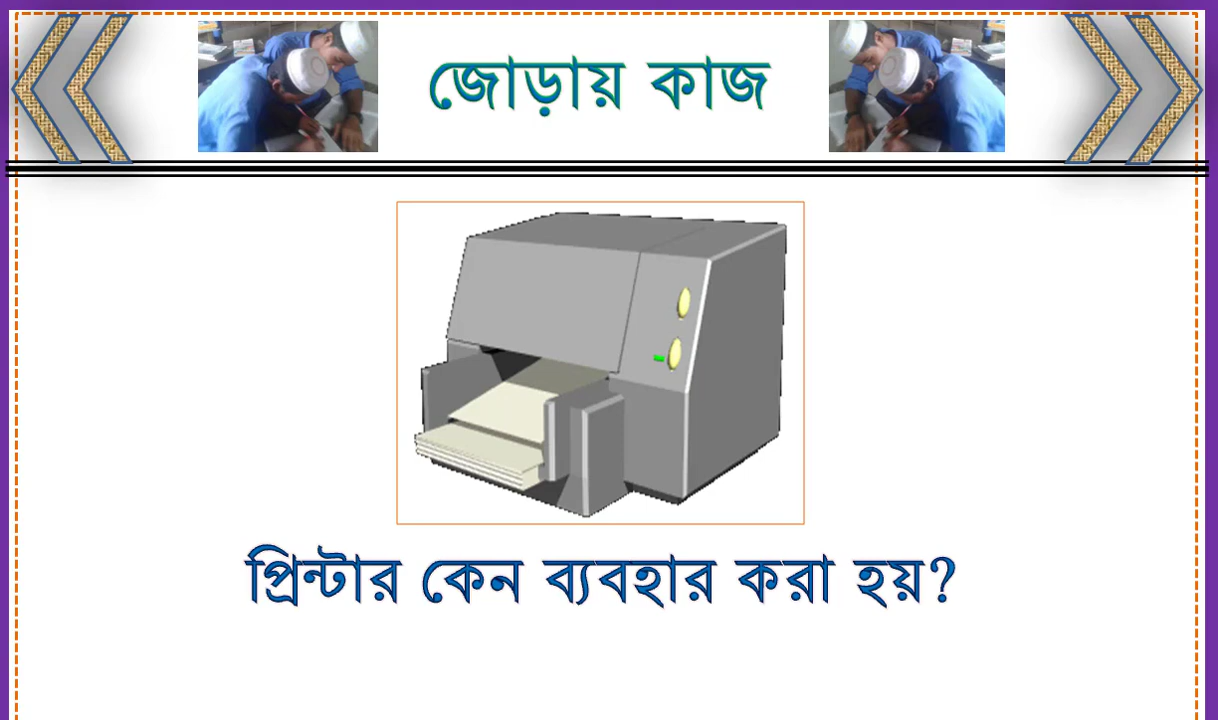 জোড়ায় কাজ
প্রিন্টার কেন ব্যবহার করা হয়?